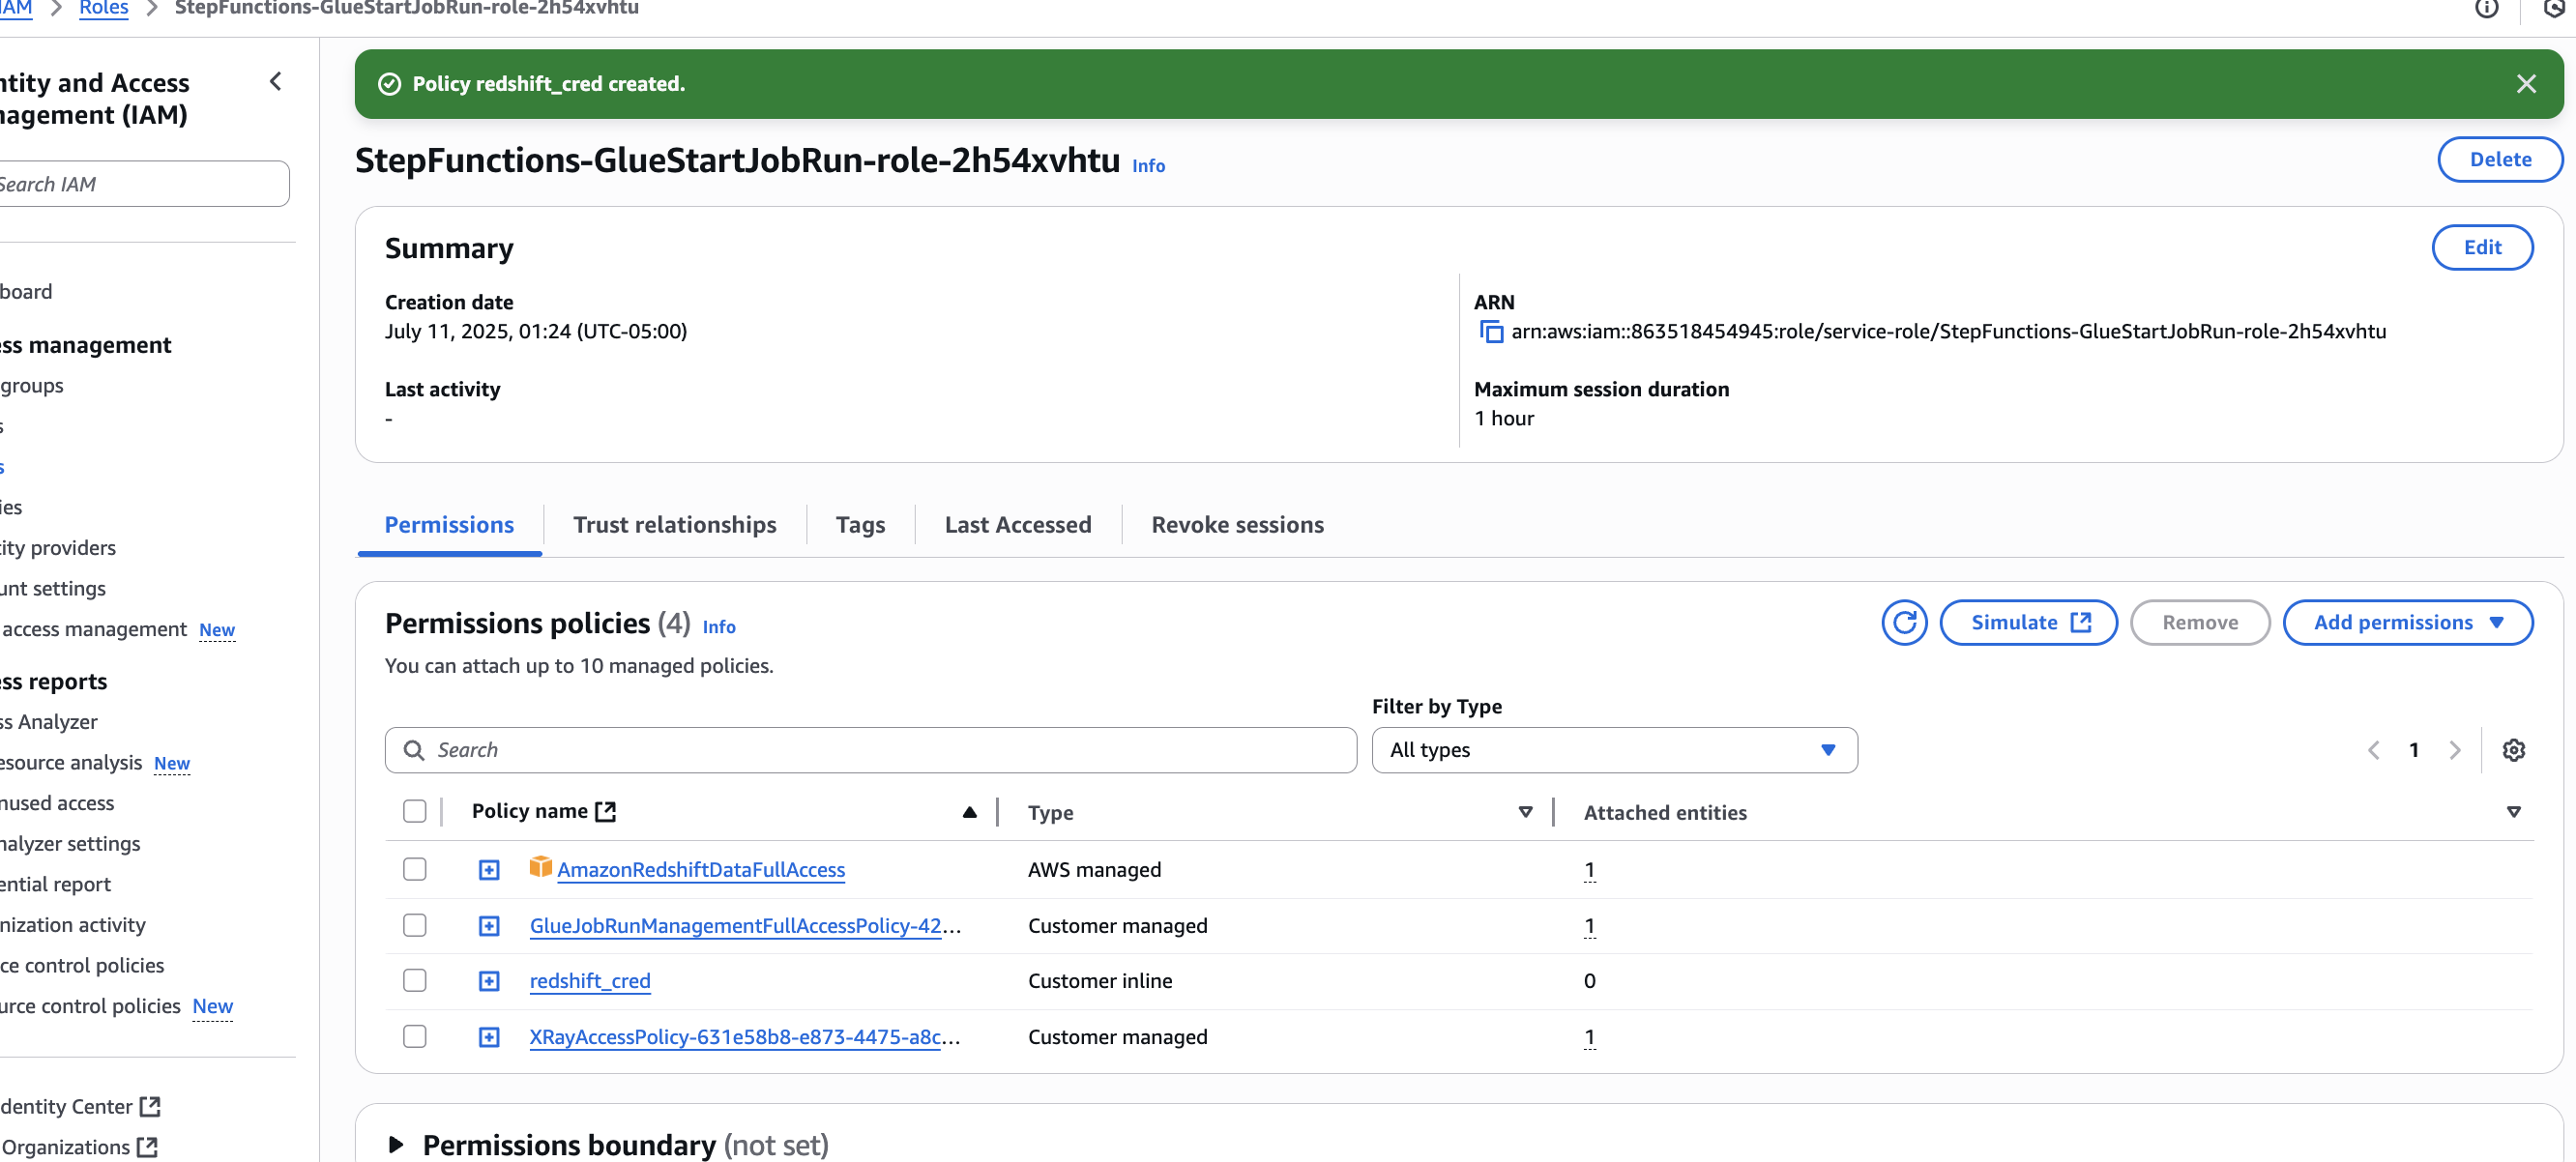 IAM > Roles > StepFunctions-GlueStartJobRun-role-2h54xvhtu
ntity and Access
nagement (IAM)
Search IAM
board
ess management
groups
s
s
ies
ity providers
unt settings
access management New
ess reports
ss Analyzer
esource analysis New
nused access
nalyzer settings
ential report
nization activity
ce control policies
urce control policies New
dentity Center
Organizations
Policy redshift_cred created.
StepFunctions-GlueStartJobRun-role-2h54xvhtu Info
Delete
Summary
Edit
Creation date
July 11, 2025, 01:24 (UTC-05:00)
Last activity
-
ARN
arn:aws:iam::863518454945:role/service-role/StepFunctions-GlueStartJobRun-role-2h54xvhtu
Maximum session duration
1 hour
Permissions Trust relationships Tags Last Accessed Revoke sessions
Permissions policies (4) Info
You can attach up to 10 managed policies.
Simulate Remove Add permissions
Filter by Type
Search
All types
1
Policy name Type Attached entities
AmazonRedshiftDataFullAccess AWS managed 1
GlueJobRunManagementFullAccessPolicy-42... Customer managed 1
redshift_cred Customer inline 0
XRayAccessPolicy-631e58b8-e873-4475-a8c... Customer managed 1
Permissions boundary (not set)